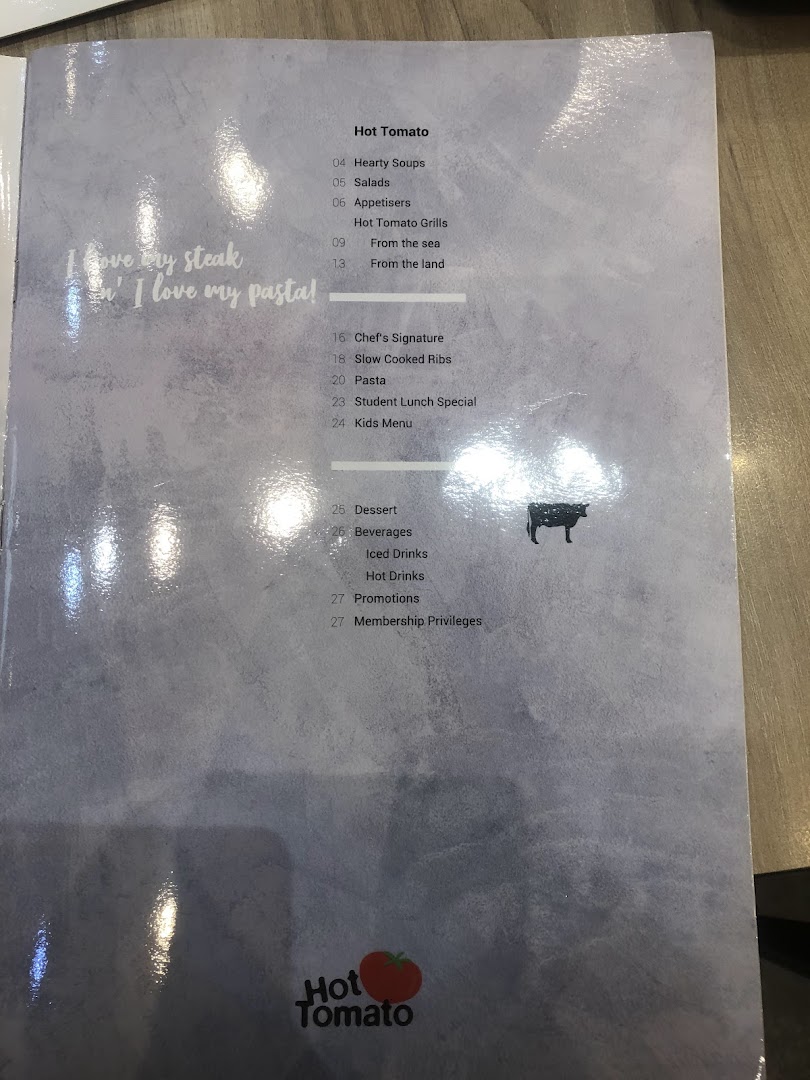 Hot Tomato
04 Hearty Soups
05 Salads
06 Appetisers
Hot Tomato Grills
09 From the sea
13 From the land
I love my steak
n' I love my pasta!
16 Chef's Signature
18 Slow Cooked Ribs
20 Pasta
23 Student Lunch Special
24 Kids Menu
25 Dessert
26 Beverages
Iced Drinks
Hot Drinks
27 Promotions
27 Membership Privileges
Hot
Tomato